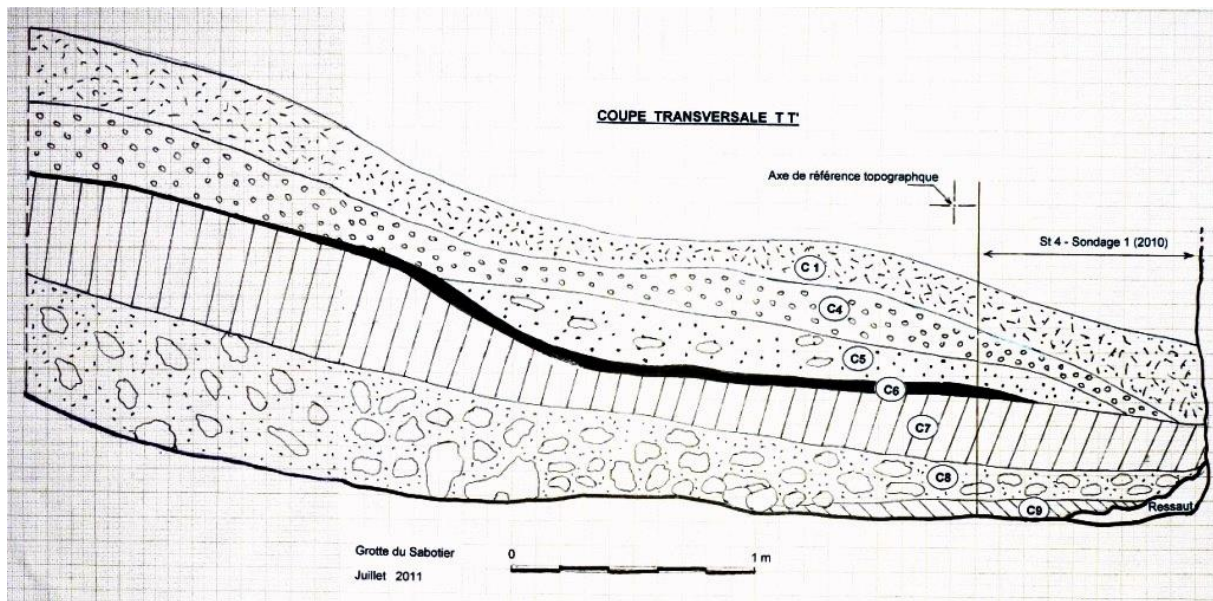 COUPE TRANSVERSALE T T'
Axe de référence topographque
St 4 - Sondage 1 (2010)
C 1
C4
C5
C6
C7
C8
C9
Ressaut
Grotte du Sabotier
Juillet 2011
0
1 m